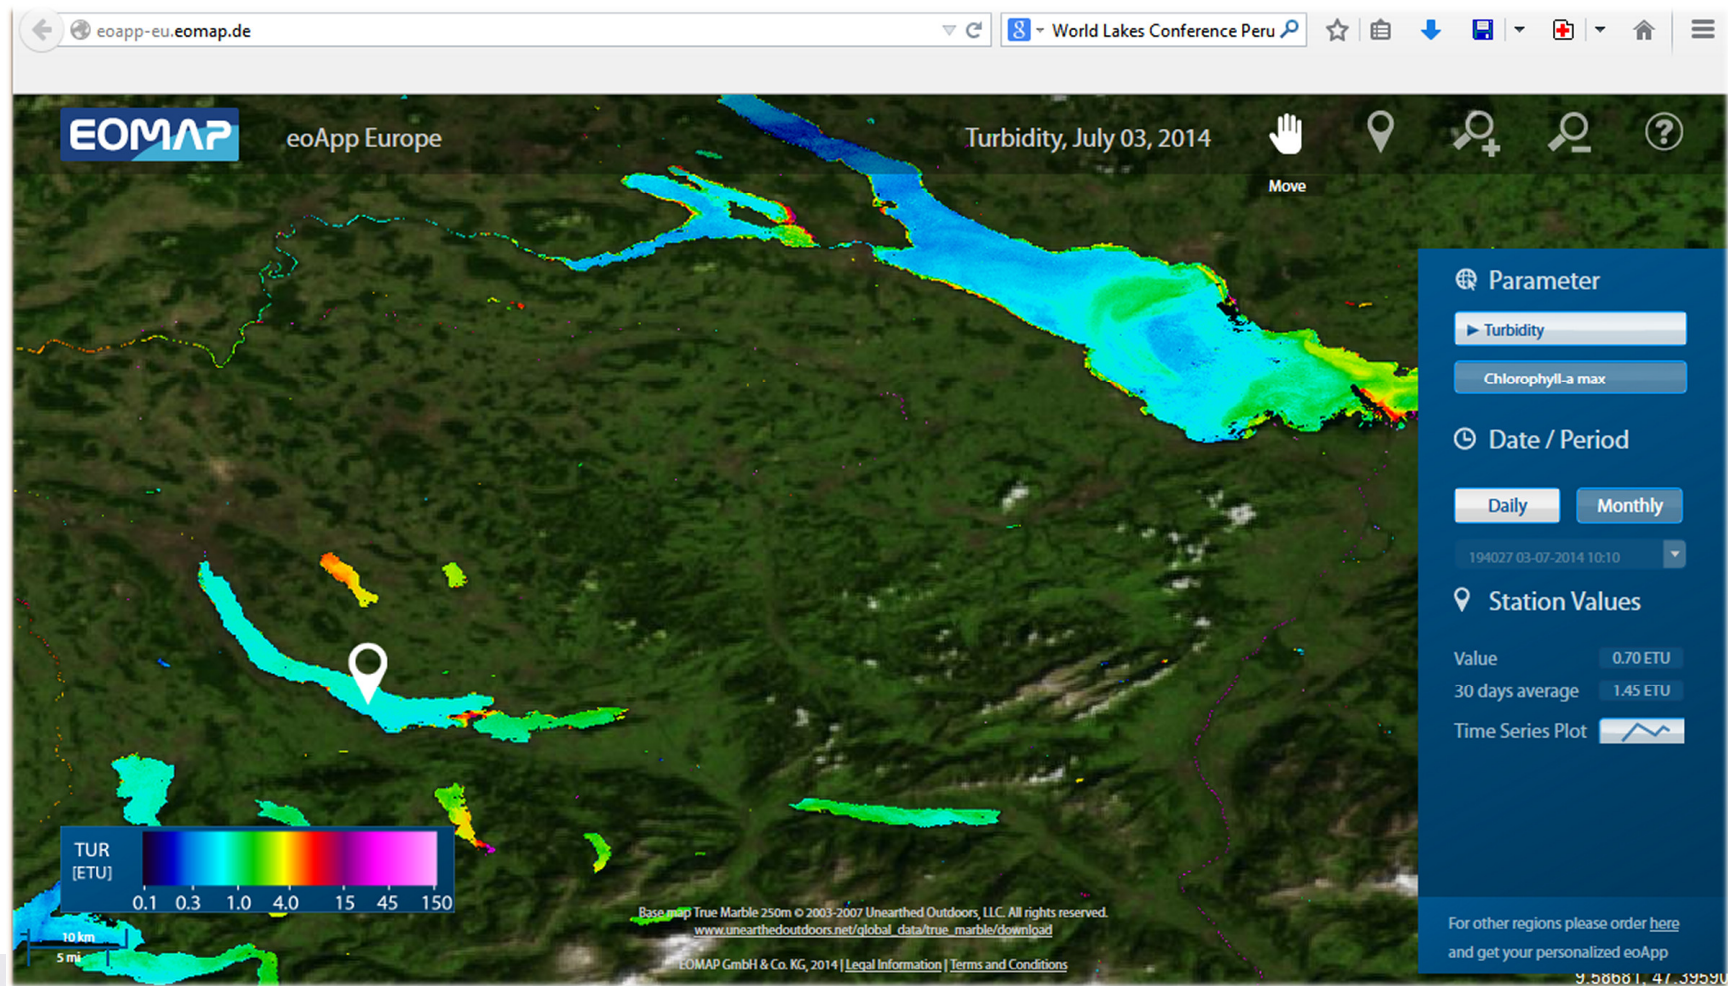 eoapp-eu.eomap.de
World Lakes Conference Peru
EOMAP
eoApp Europe
Turbidity, July 03, 2014
Move
Parameter
Turbidity
Chlorophyll-a max
Date / Period
Daily Monthly
194027 03-07-2014 10:10
Station Values
Value 0.70 ETU
30 days average 1.45 ETU
Time Series Plot
TUR
[ETU]
0.1 0.3 1.0 4.0 15 45 150
10 km
5 mi
Base map True Marble 250m © 2003-2007 Unearthed Outdoors, LLC. All rights reserved.
www.unearthedoutdoors.net/global_data/true_marble/download
EOMAP GmbH & Co. KG, 2014 | Legal Information | Terms and Conditions
For other regions please order here
and get your personalized eoApp
9.58681, 47.39590